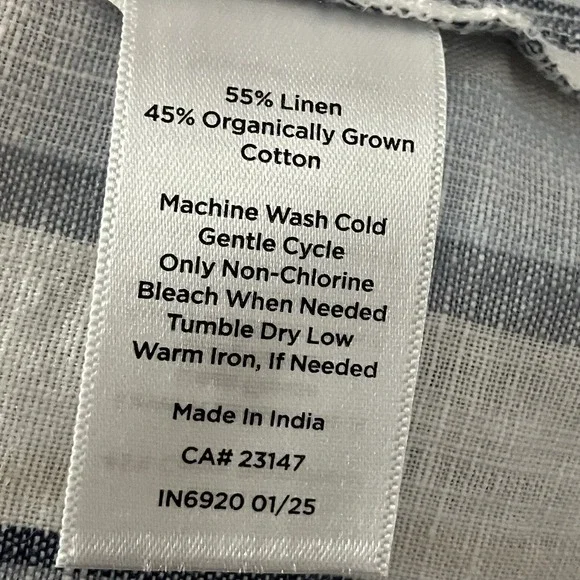 55% Linen
45% Organically Grown
Cotton
Machine Wash Cold
Gentle Cycle
Only Non-Chlorine
Bleach When Needed
Tumble Dry Low
Warm Iron, If Needed
Made In India
CA# 23147
IN6920 01/25